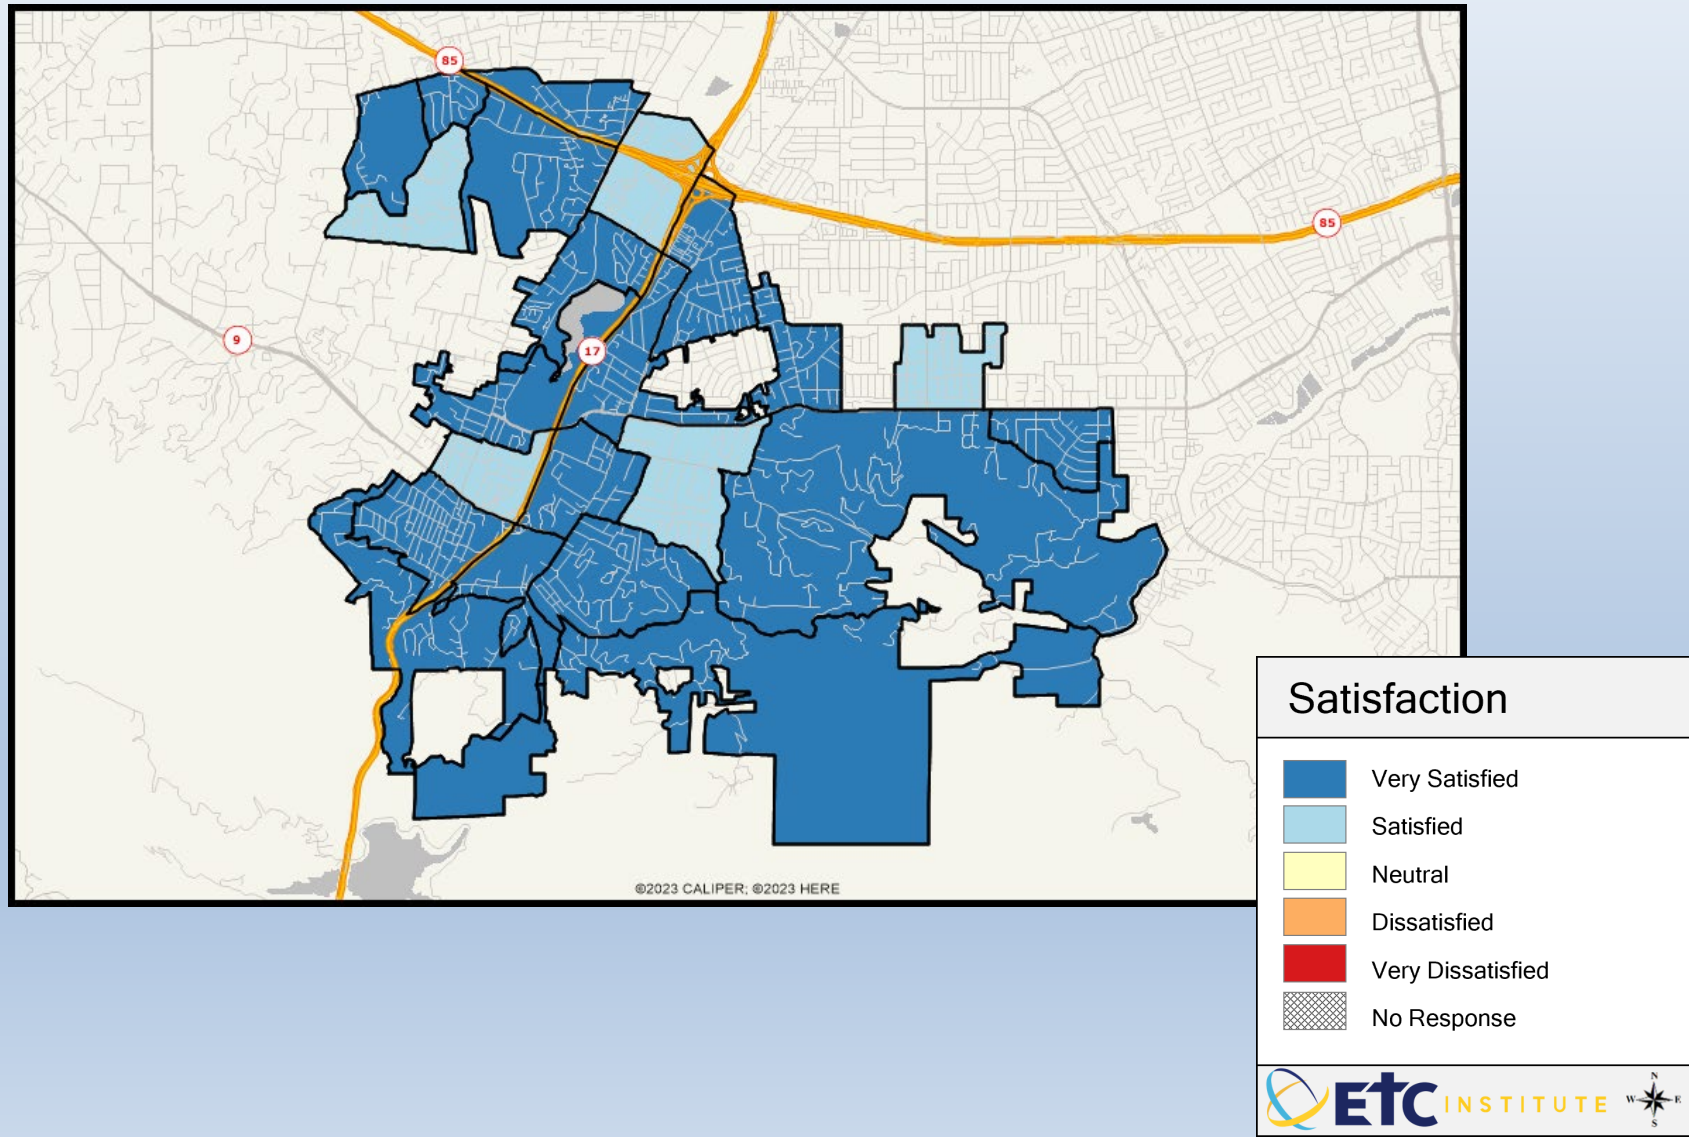 85
85
9
17
©2023 CALIPER; ©2023 HERE
Satisfaction
Very Satisfied
Satisfied
Neutral
Dissatisfied
Very Dissatisfied
No Response
ETC INSTITUTE
N
W E
S